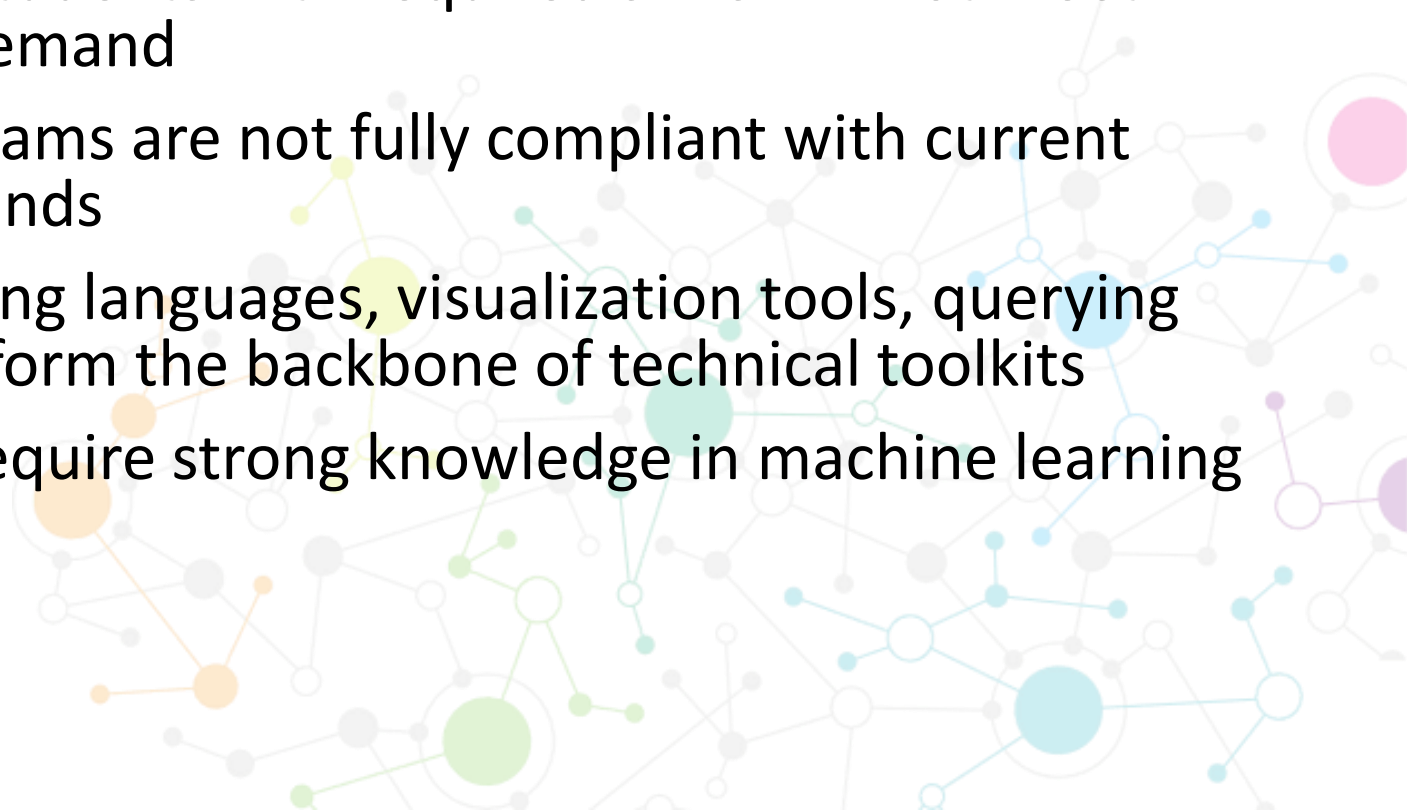 emand
ams are not fully compliant with current
nds
ng languages, visualization tools, querying
form the backbone of technical toolkits
equire strong knowledge in machine learning